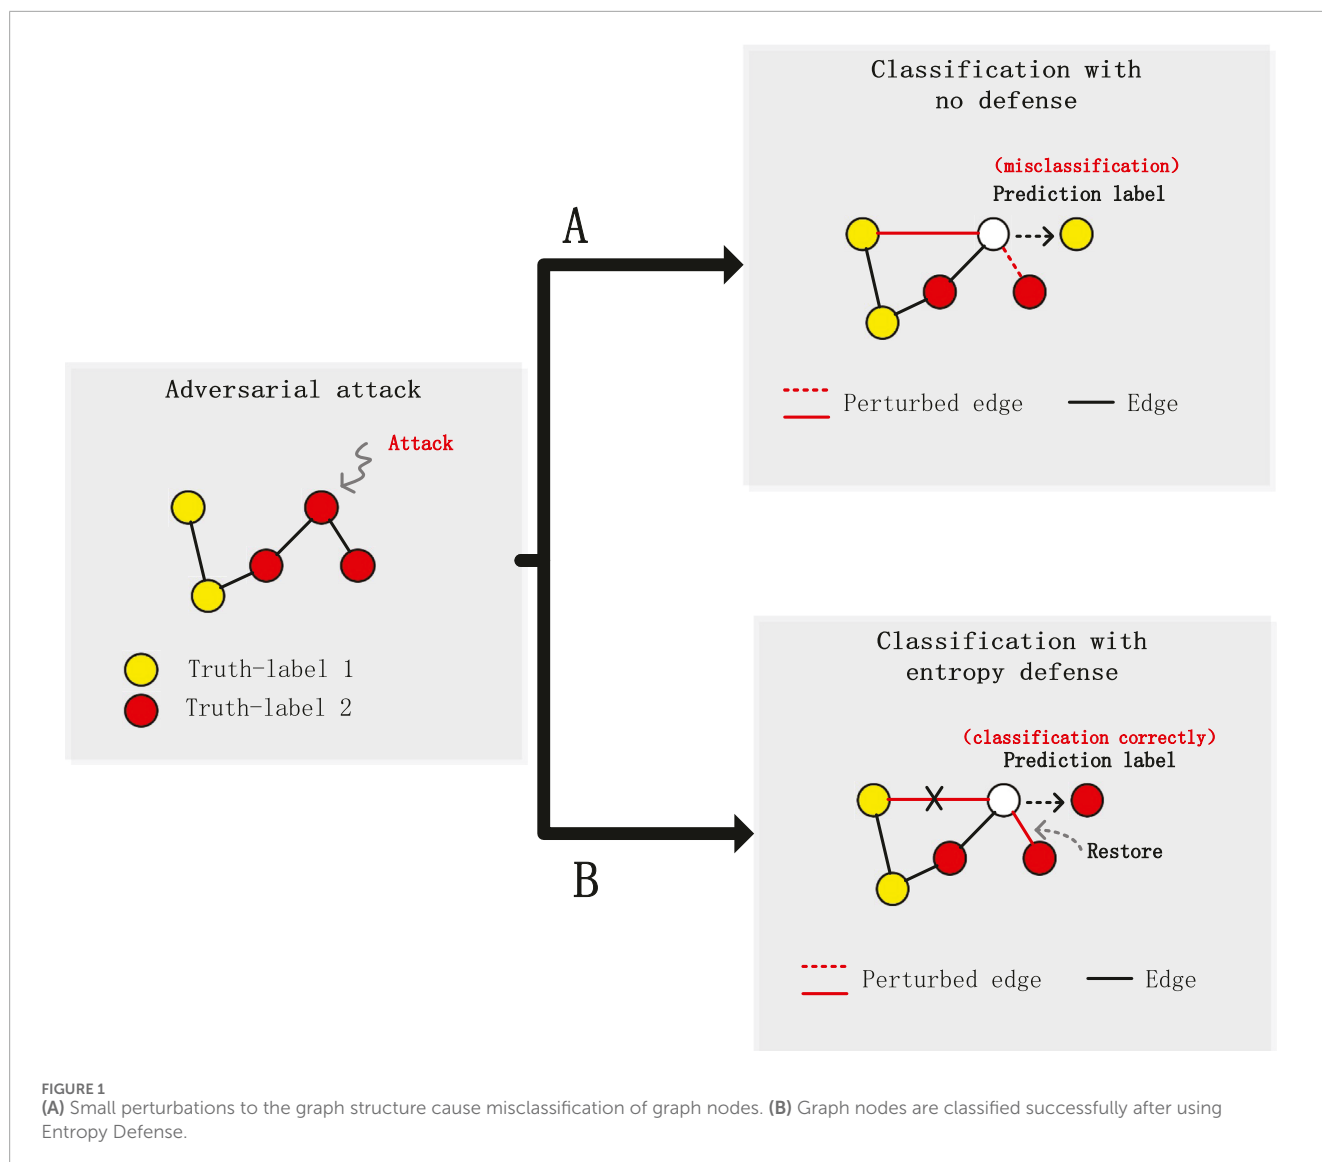 Classification with
no defense
(misclassification)
Prediction label
A
Perturbed edge
Edge
Adversarial attack
Attack
Truth-label 1
Truth-label 2
Classification with
entropy defense
(classification correctly)
Prediction label
Restore
B
Perturbed edge
Edge
FIGURE 1
(A) Small perturbations to the graph structure cause misclassification of graph nodes. (B) Graph nodes are classified successfully after using
Entropy Defense.